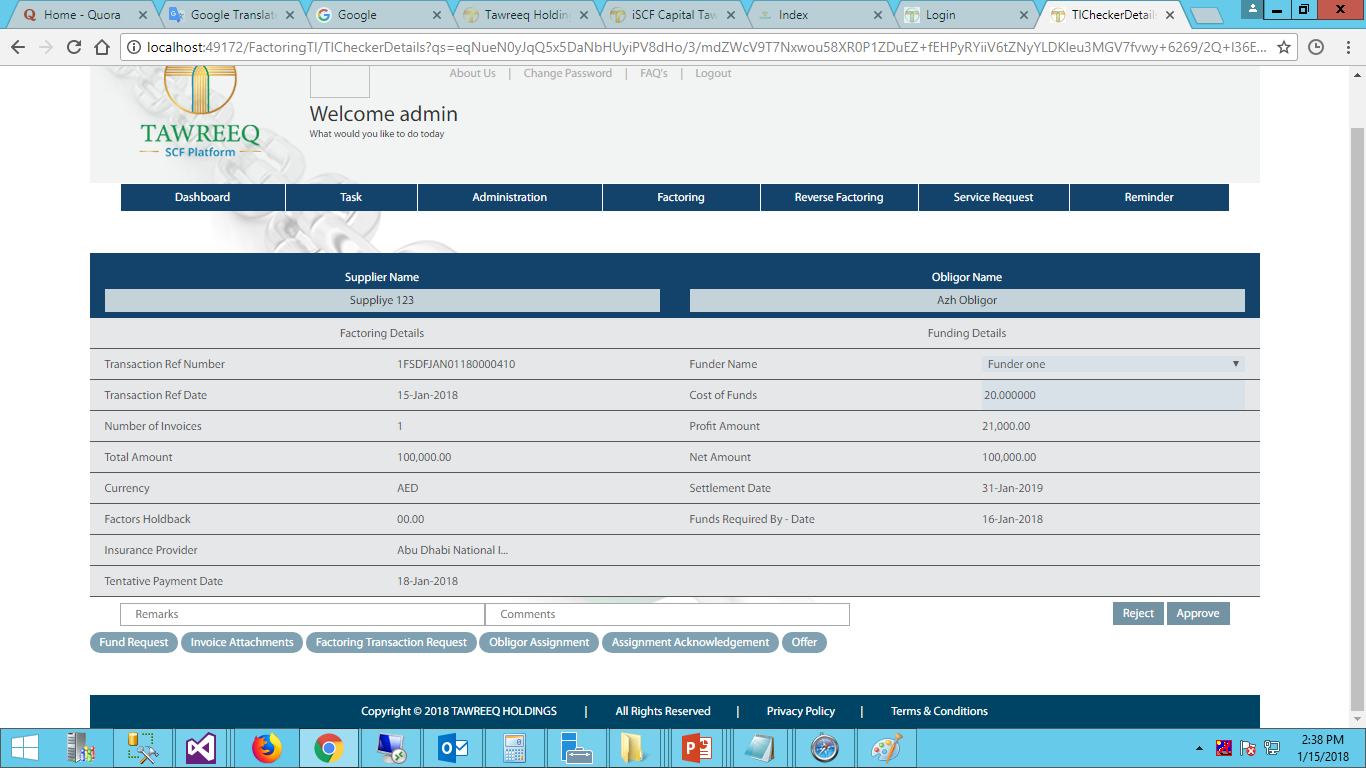 Home - Quora
Google Translat
Google
Tawreeq Holdin
iSCF Capital Taw
Index
Login
TICheckerDetail
localhost:49172/FactoringTI/TICheckerDetails?qs=eqNueN0yJqQ5x5DaNbHUyiPV8dHo/3/mdZWcV9T7Nxwou58XR0P1ZDuEZ+fEHPyRYiiV6tZNyYLDKIeu3MGV7fvwy+6269/2Q+I36E...
About Us | Change Password | FAQ's | Logout
Welcome admin
What would you like to do today
TAWREEQ
SCF Platform
Dashboard Task Administration Factoring Reverse Factoring Service Request Reminder
Supplier Name Obligor Name
Suppliye 123 Azh Obligor
Factoring Details Funding Details
Transaction Ref Number 1FSDFJAN01180000410 Funder Name Funder one
Transaction Ref Date 15-Jan-2018 Cost of Funds 20.000000
Number of Invoices 1 Profit Amount 21,000.00
Total Amount 100,000.00 Net Amount 100,000.00
Currency AED Settlement Date 31-Jan-2019
Factors Holdback 00.00 Funds Required By - Date 16-Jan-2018
Insurance Provider Abu Dhabi National I...
Tentative Payment Date 18-Jan-2018
Remarks Comments Reject Approve
Fund Request Invoice Attachments Factoring Transaction Request Obligor Assignment Assignment Acknowledgement Offer
Copyright © 2018 TAWREEQ HOLDINGS | All Rights Reserved | Privacy Policy | Terms & Conditions
2:38 PM
1/15/2018